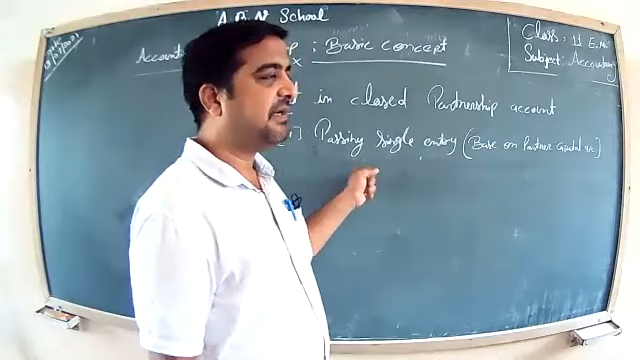 A.D.N School
Class: 11 E.M
Subject: Accountancy
: Basic concept
in closed Partnership account
Passing single entry (Base on Partner Capital a/c)